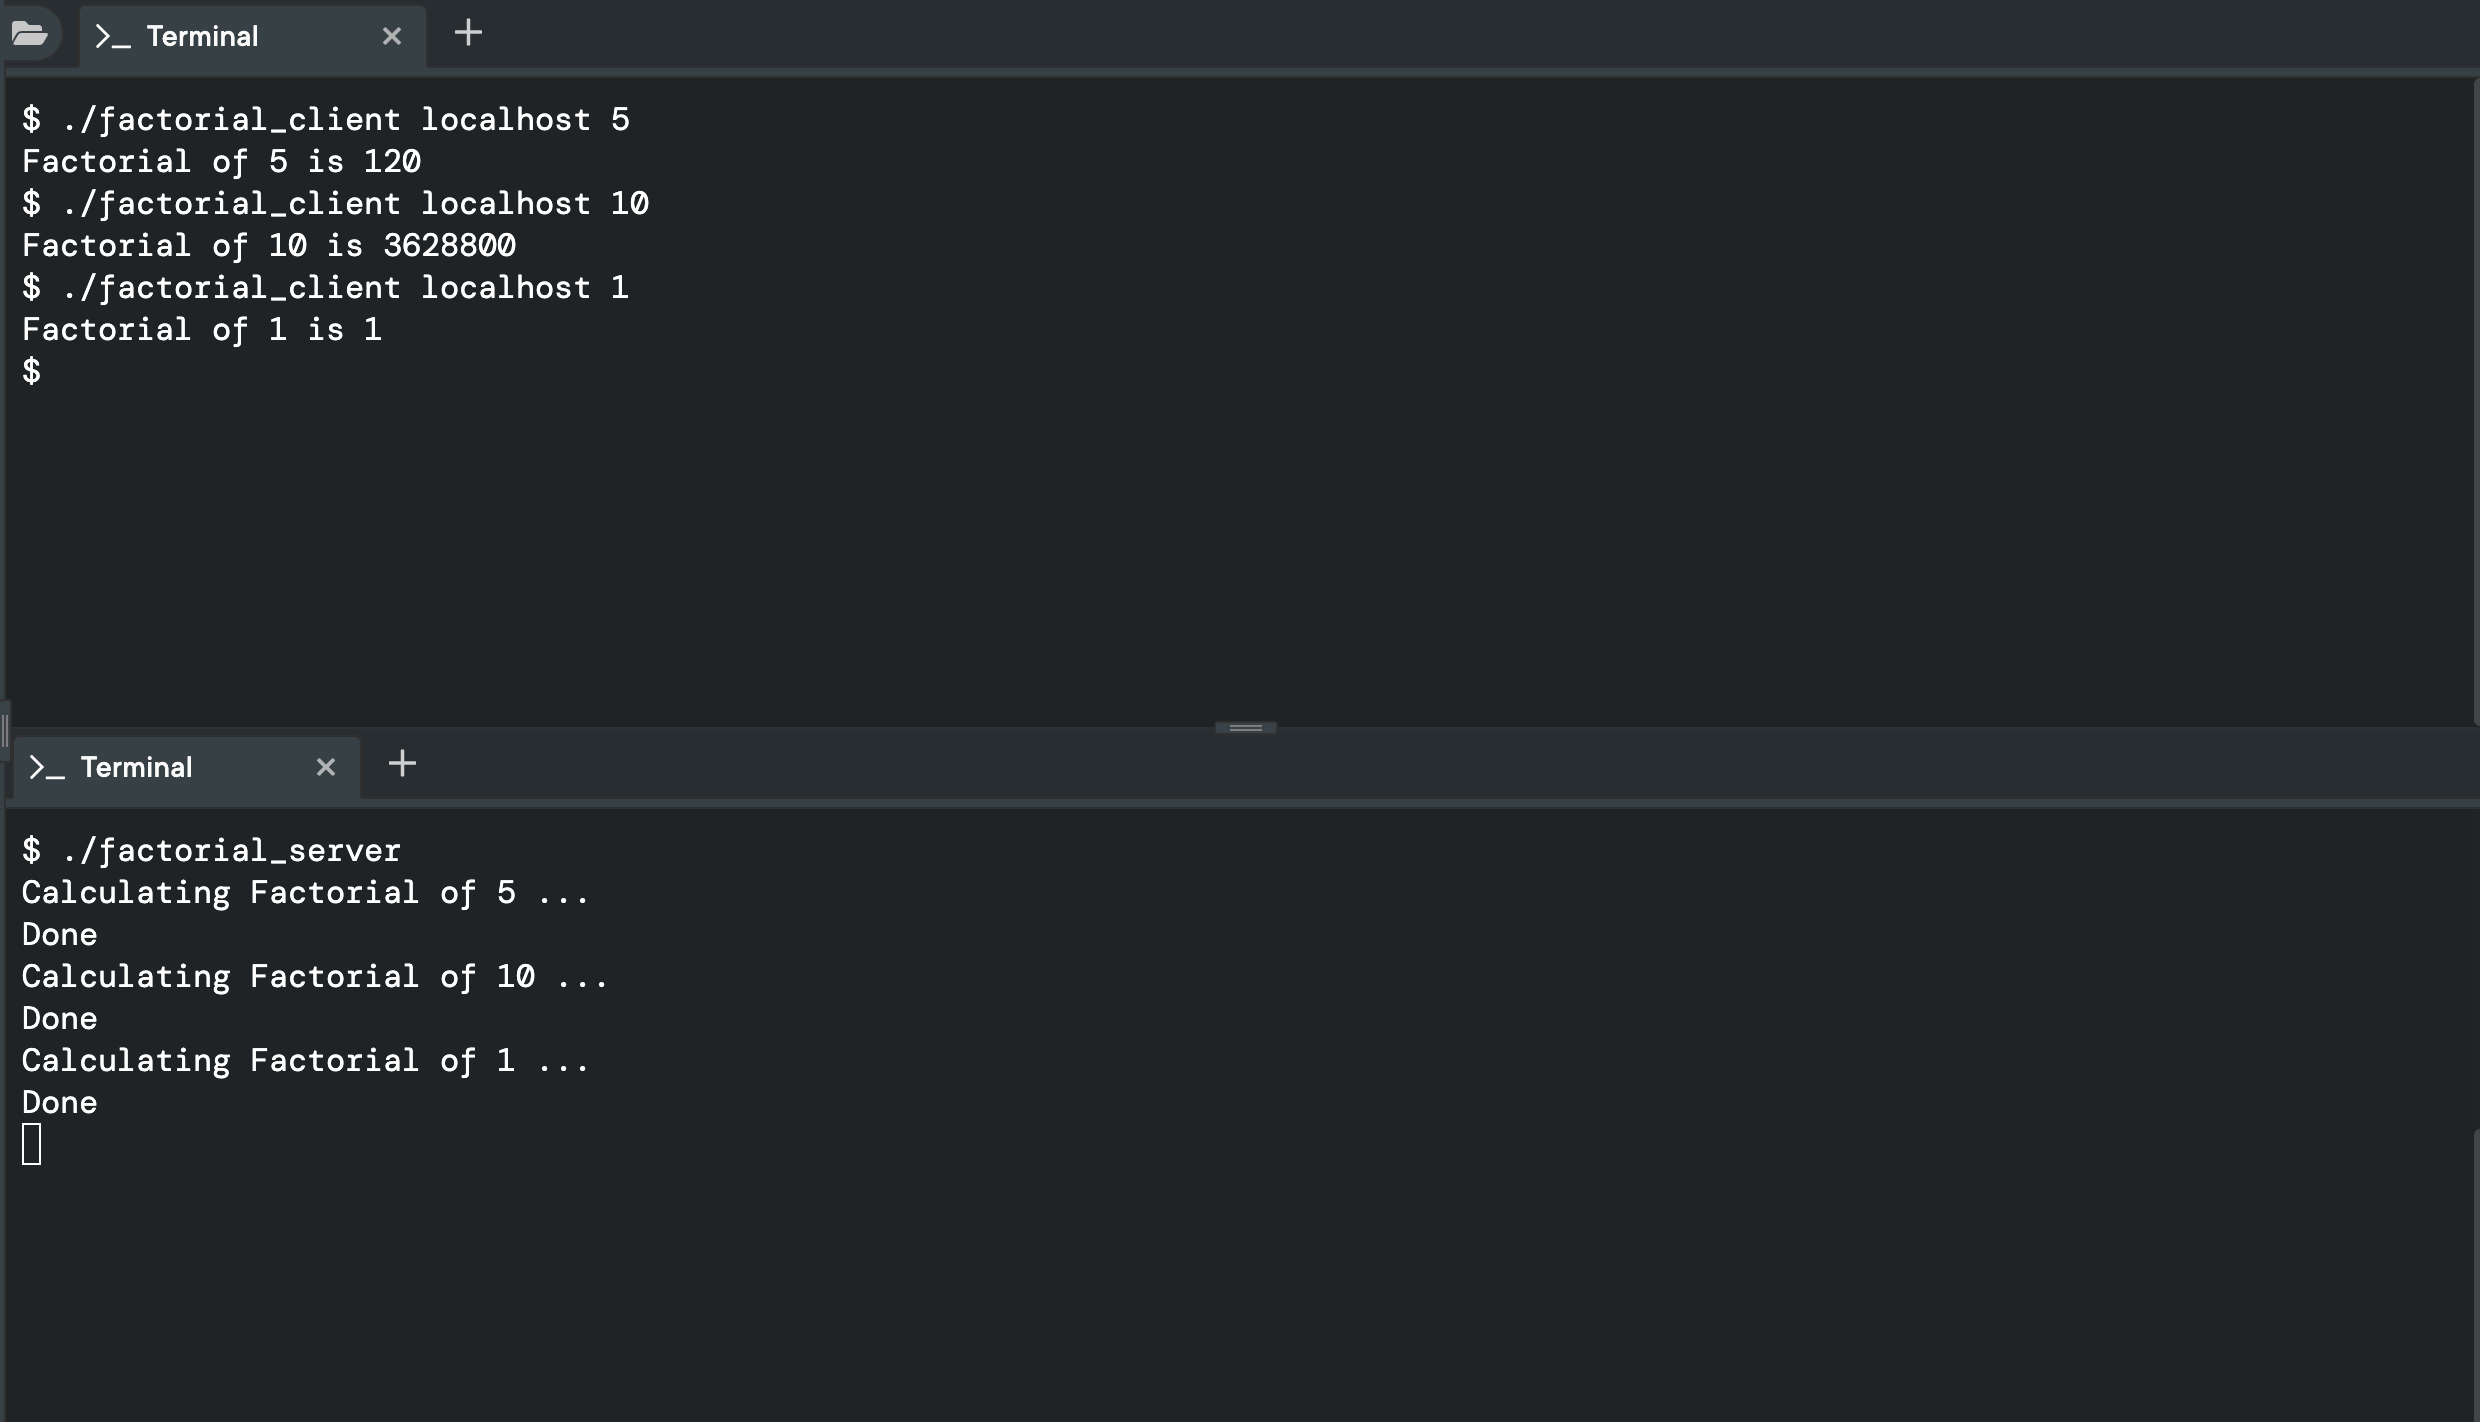 Terminal
$ ./factorial_client localhost 5
Factorial of 5 is 120
$ ./factorial_client localhost 10
Factorial of 10 is 3628800
$ ./factorial_client localhost 1
Factorial of 1 is 1
$
Terminal
$ ./factorial_server
Calculating Factorial of 5 ...
Done
Calculating Factorial of 10 ...
Done
Calculating Factorial of 1 ...
Done